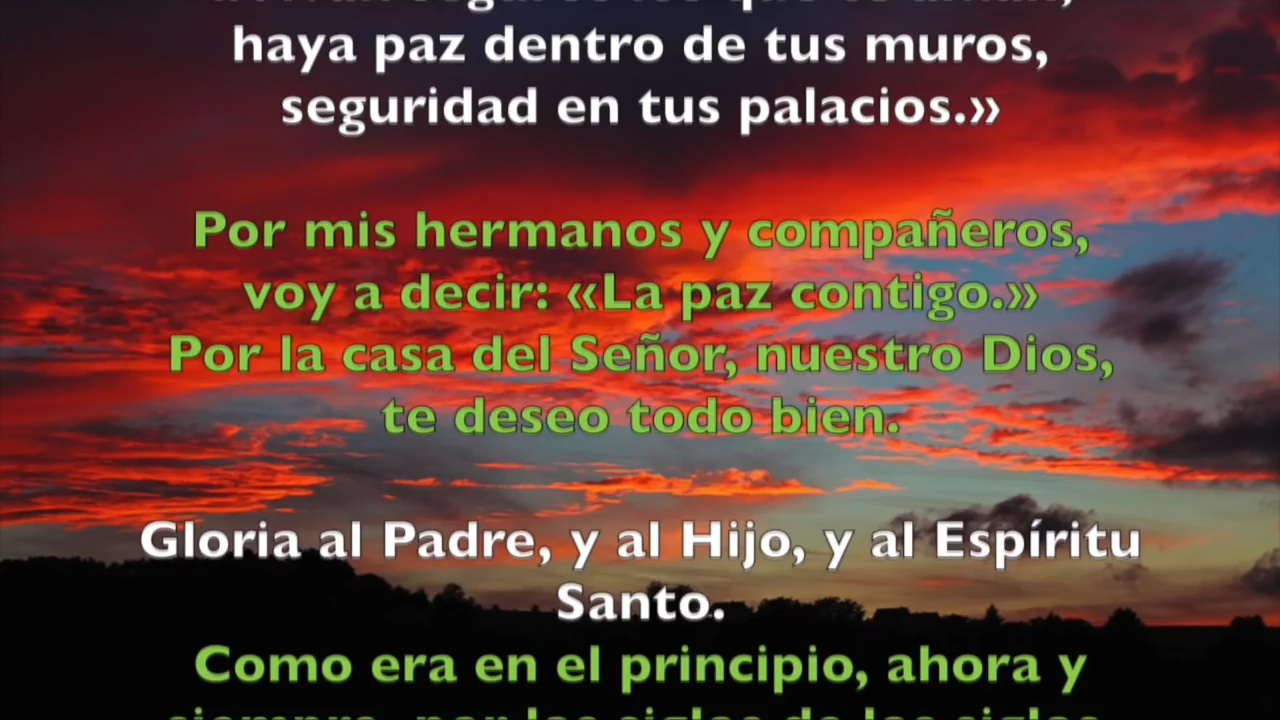 haya paz dentro de tus muros,
seguridad en tus palacios.»
Por mis hermanos y compañeros,
voy a decir: «La paz contigo.»
Por la casa del Señor, nuestro Dios,
te deseo todo bien.
Gloria al Padre, y al Hijo, y al Espíritu
Santo.
Como era en el principio, ahora y